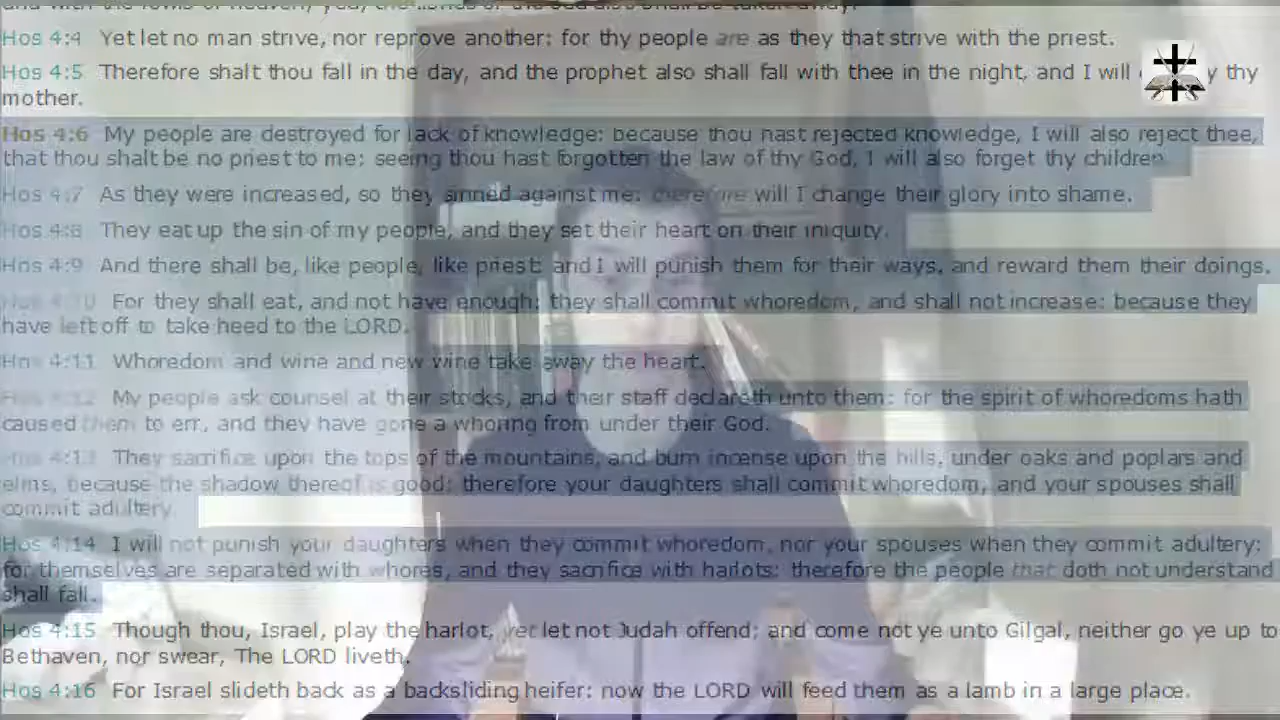 Hos 4:4 Yet let no man strive, nor reprove another: for thy people are as they that strive with the priest.
Hos 4:5 Therefore shalt thou fall in the day, and the prophet also shall fall with thee in the night, and I will y thy
mother.
Hos 4:6 My people are destroyed for lack of knowledge: because thou hast rejected knowledge, I will also reject thee,
that thou shalt be no priest to me: seeing thou hast forgotten the law of thy God, I will also forget thy children.
Hos 4:7 As they were increased, so they sinned against me: therefore will I change their glory into shame.
Hos 4:8 They eat up the sin of my people, and they set their heart on their iniquity.
Hos 4:9 And there shall be, like people, like priest: and I will punish them for their ways, and reward them their doings.
Hos 4:10 For they shall eat, and not have enough: they shall commit whoredom, and shall not increase: because they
have left off to take heed to the LORD.
Hos 4:11 Whoredom and wine and new wine take away the heart.
Hos 4:12 My people ask counsel at their stocks, and their staff declareth unto them: for the spirit of whoredoms hath
caused them to err, and they have gone a whoring from under their God.
Hos 4:13 They sacrifice upon the tops of the mountains, and burn incense upon the hills, under oaks and poplars and
elms, because the shadow thereof is good: therefore your daughters shall commit whoredom, and your spouses shall
commit adultery.
Hos 4:14 I will not punish your daughters when they commit whoredom, nor your spouses when they commit adultery:
for themselves are separated with whores, and they sacrifice with harlots: therefore the people that doth not understand
shall fall.
Hos 4:15 Though thou, Israel, play the harlot, yet let not Judah offend; and come not ye unto Gilgal, neither go ye up to
Bethaven, nor swear, The LORD liveth.
Hos 4:16 For Israel slideth back as a backsliding heifer: now the LORD will feed them as a lamb in a large place.